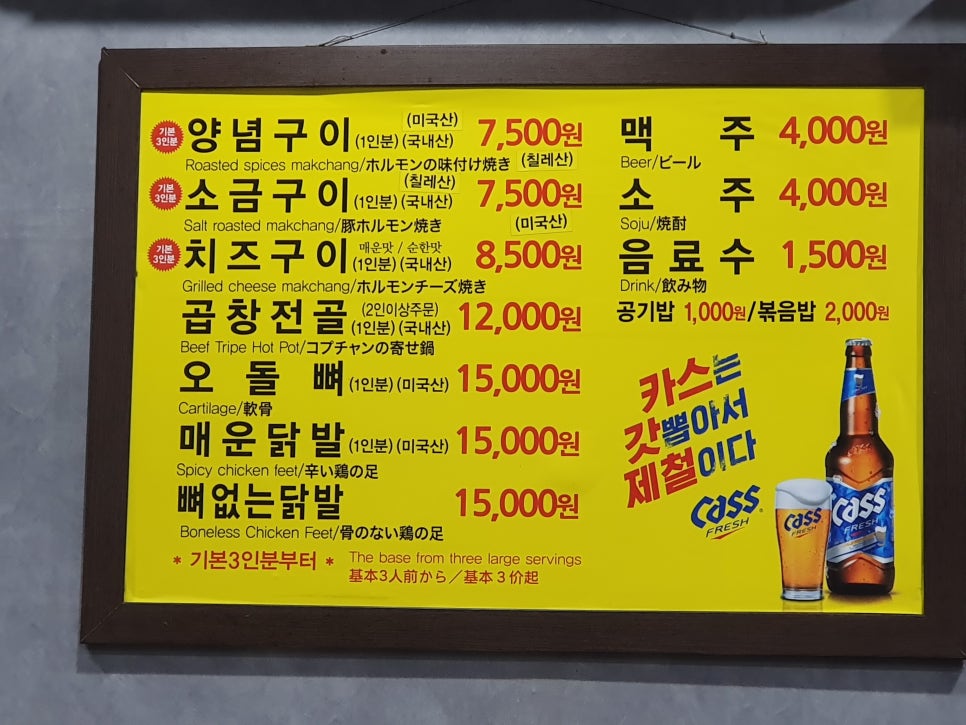 기본
3인분
양념구이 (1인분) (국내산) (미국산) 7,500원
Roasted spices makchang/ホルモンの味付け焼き (칠레산)
기본
3인분
소금구이 (1인분) (국내산) (칠레산) 7,500원
Salt roasted makchang/豚ホルモン焼き (미국산)
기본
3인분
치즈구이 매운맛 / 순한맛 (1인분) (국내산) 8,500원
Grilled cheese makchang/ホルモンチーズ焼き
곱창전골 (2인이상주문) (1인분) (국내산) 12,000원
Beef Tripe Hot Pot/コプチャンの寄せ鍋
오돌뼈 (1인분) (미국산) 15,000원
Cartilage/軟骨
매운닭발 (1인분) (미국산) 15,000원
Spicy chicken feet/辛い鶏の足
뼈없는닭발 15,000원
Boneless Chicken Feet/骨のない鶏の足
* 기본3인분부터 * The base from three large servings
基本3人前から／基本３价起
맥주 4,000원
Beer/ビール
소주 4,000원
Soju/焼酎
음료수 1,500원
Drink/飲み物
공기밥 1,000원/볶음밥 2,000원
카스는
갓뽑아서
제철이다
Cass
FRESH
Cass
FRESH
Cass
FRESH